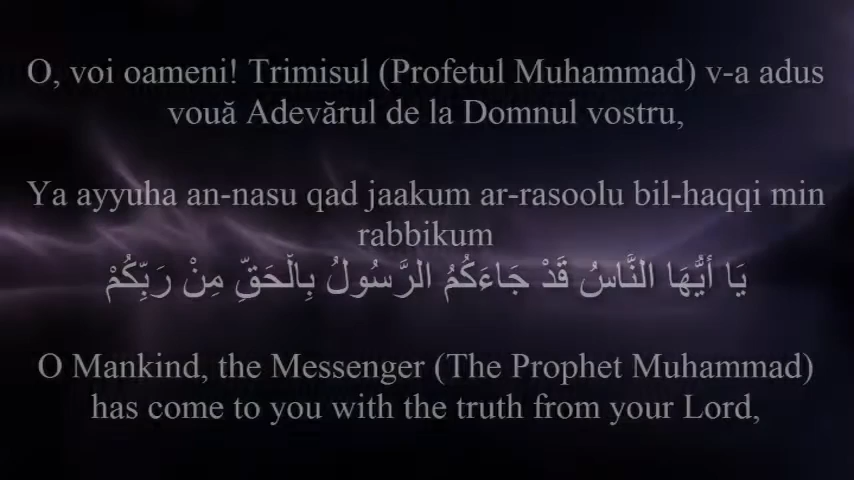 O, voi oameni! Trimisul (Profetul Muhammad) v-a adus
vouă Adevărul de la Domnul vostru,
Ya ayyuha an-nasu qad jaakum ar-rasoolu bil-haqqi min
rabbikum
يَا أَيُّهَا النَّاسُ قَدْ جَاءَكُمُ الرَّسُولُ بِالْحَقِّ مِنْ رَبِّكُمْ
O Mankind, the Messenger (The Prophet Muhammad)
has come to you with the truth from your Lord,